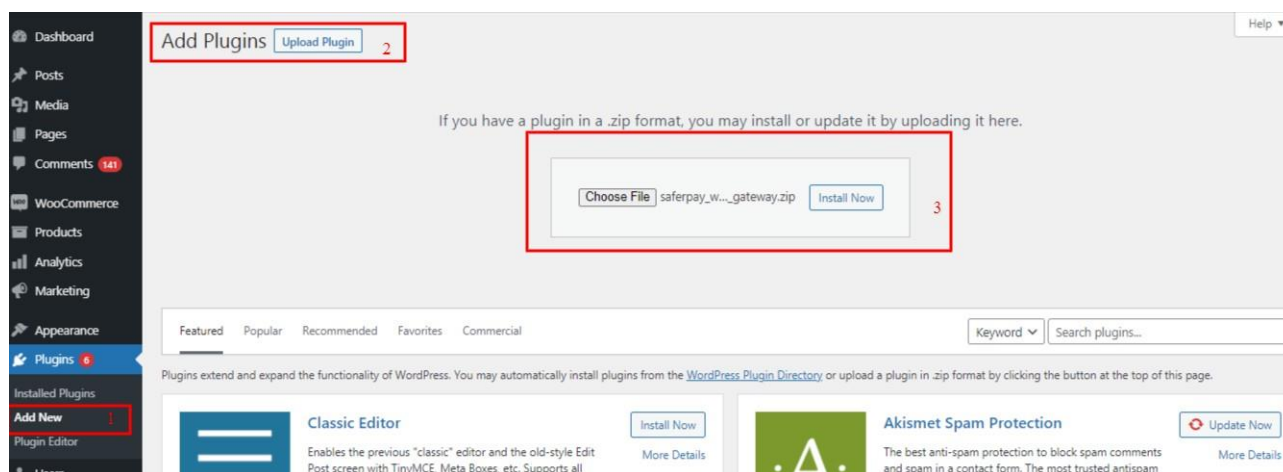 Dashboard
Posts
Media
Pages
Comments 141
WooCommerce
Products
Analytics
Marketing
Appearance
Plugins 6
Installed Plugins
Add New 1
Plugin Editor
Users
Help
Add Plugins Upload Plugin 2
If you have a plugin in a .zip format, you may install or update it by uploading it here.
Choose File saferpay_w..._gateway.zip Install Now
3
Featured Popular Recommended Favorites Commercial
Keyword Search plugins...
Plugins extend and expand the functionality of WordPress. You may automatically install plugins from the WordPress Plugin Directory or upload a plugin in .zip format by clicking the button at the top of this page.
Classic Editor
Install Now
Enables the previous "classic" editor and the old-style Edit
Post screen with TinyMCE, Meta Boxes, etc. Supports all
More Details
.A.
Akismet Spam Protection
Update Now
The best anti-spam protection to block spam comments
and spam in a contact form. The most trusted antispam
More Details